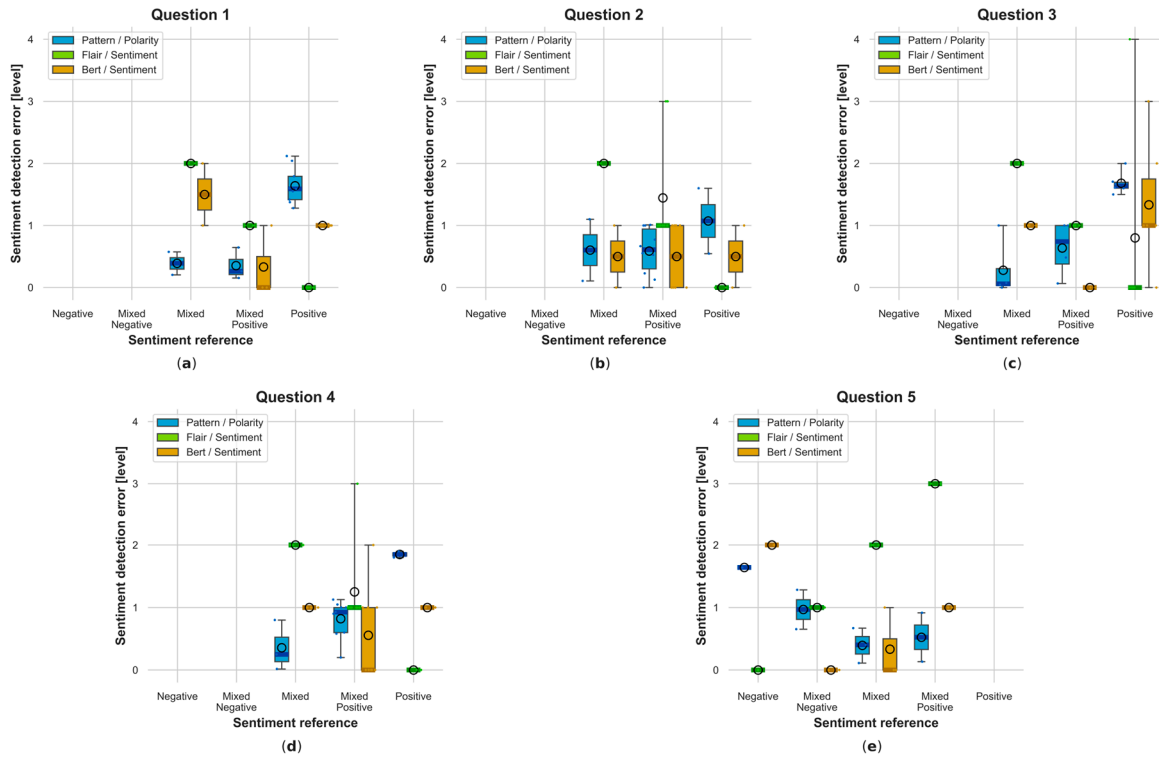 Question 1
Sentiment detection error [level]
4
3
2
1
0
Pattern / Polarity
Flair / Sentiment
Bert / Sentiment
Negative
Mixed
Negative
Mixed
Mixed
Positive
Positive
Sentiment reference
(a)
Question 2
Sentiment detection error [level]
4
3
2
1
0
Pattern / Polarity
Flair / Sentiment
Bert / Sentiment
Negative
Mixed
Negative
Mixed
Mixed
Positive
Positive
Sentiment reference
(b)
Question 3
Sentiment detection error [level]
4
3
2
1
0
Pattern / Polarity
Flair / Sentiment
Bert / Sentiment
Negative
Mixed
Negative
Mixed
Mixed
Positive
Positive
Sentiment reference
(c)
Question 4
Sentiment detection error [level]
4
3
2
1
0
Pattern / Polarity
Flair / Sentiment
Bert / Sentiment
Negative
Mixed
Negative
Mixed
Mixed
Positive
Positive
Sentiment reference
(d)
Question 5
Sentiment detection error [level]
4
3
2
1
0
Pattern / Polarity
Flair / Sentiment
Bert / Sentiment
Negative
Mixed
Negative
Mixed
Mixed
Positive
Positive
Sentiment reference
(e)